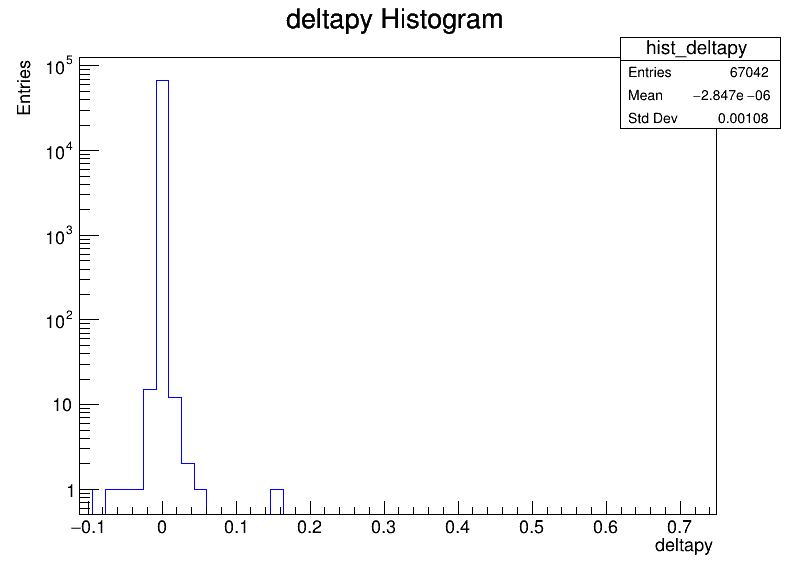 deltapy Histogram
hist_deltapy
Entries 67042
Mean −2.847e−06
Std Dev 0.00108
Entries
10^5
10^4
10^3
10^2
10
1
−0.1 0 0.1 0.2 0.3 0.4 0.5 0.6 0.7
deltapy